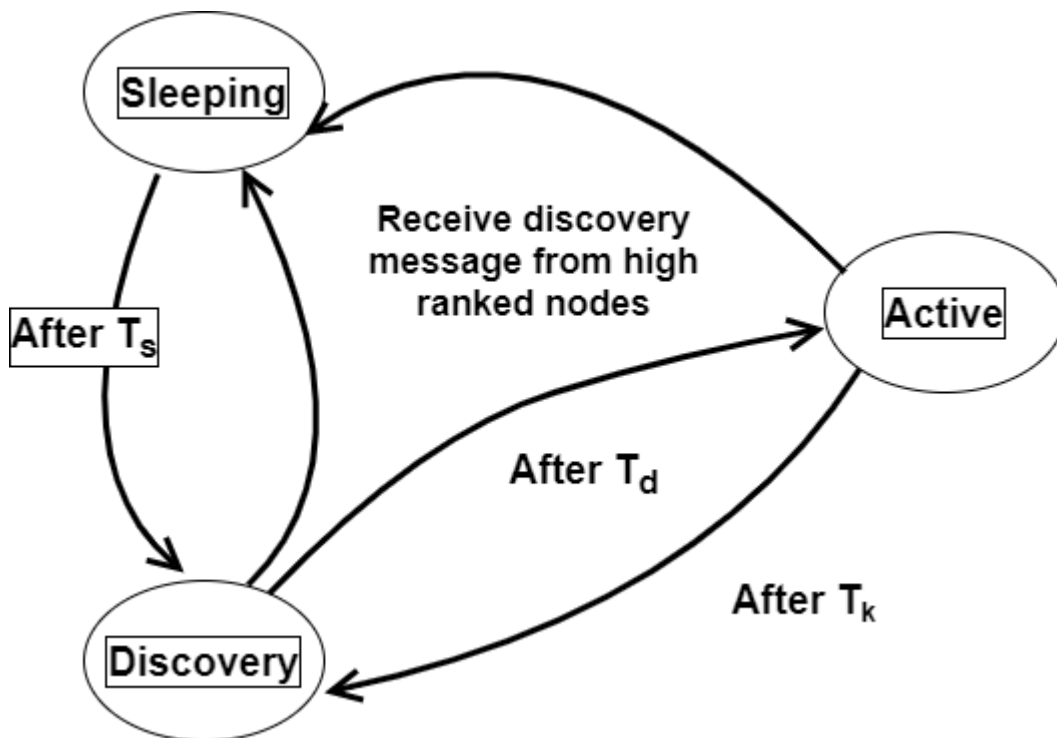 Sleeping
Receive discovery
message from high
ranked nodes
Active
After Ts
After Td
After Tk
Discovery